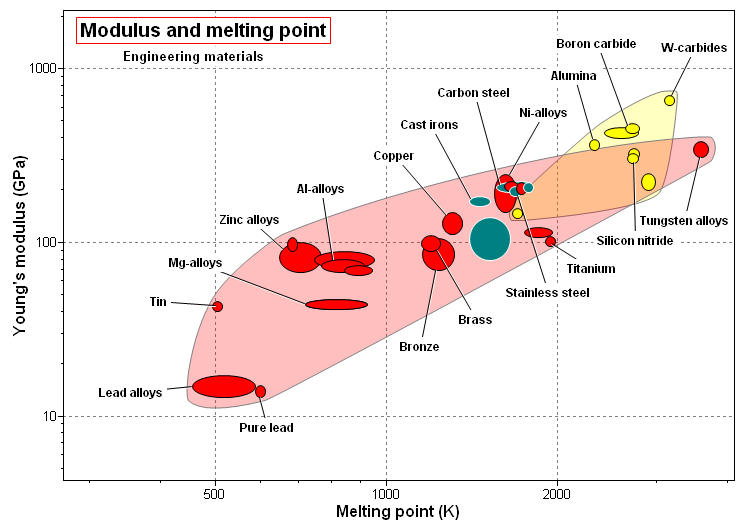 Modulus and melting point
Engineering materials
Boron carbide
W-carbides
1000
Alumina
Carbon steel
Ni-alloys
Cast irons
Copper
Al-alloys
Zinc alloys
Tungsten alloys
Silicon nitride
100
Mg-alloys
Titanium
Stainless steel
Tin
Brass
Bronze
Lead alloys
10
Pure lead
Young's modulus (GPa)
500
1000
2000
Melting point (K)